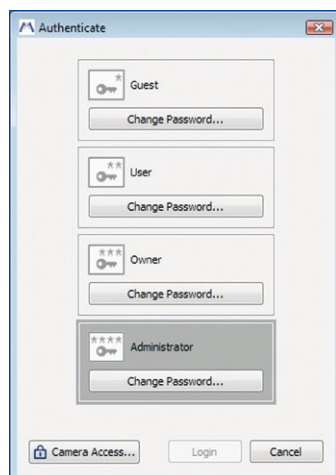 Authenticate
Guest
Change Password...
User
Change Password...
Owner
Change Password...
Administrator
Change Password...
Camera Access... Login Cancel